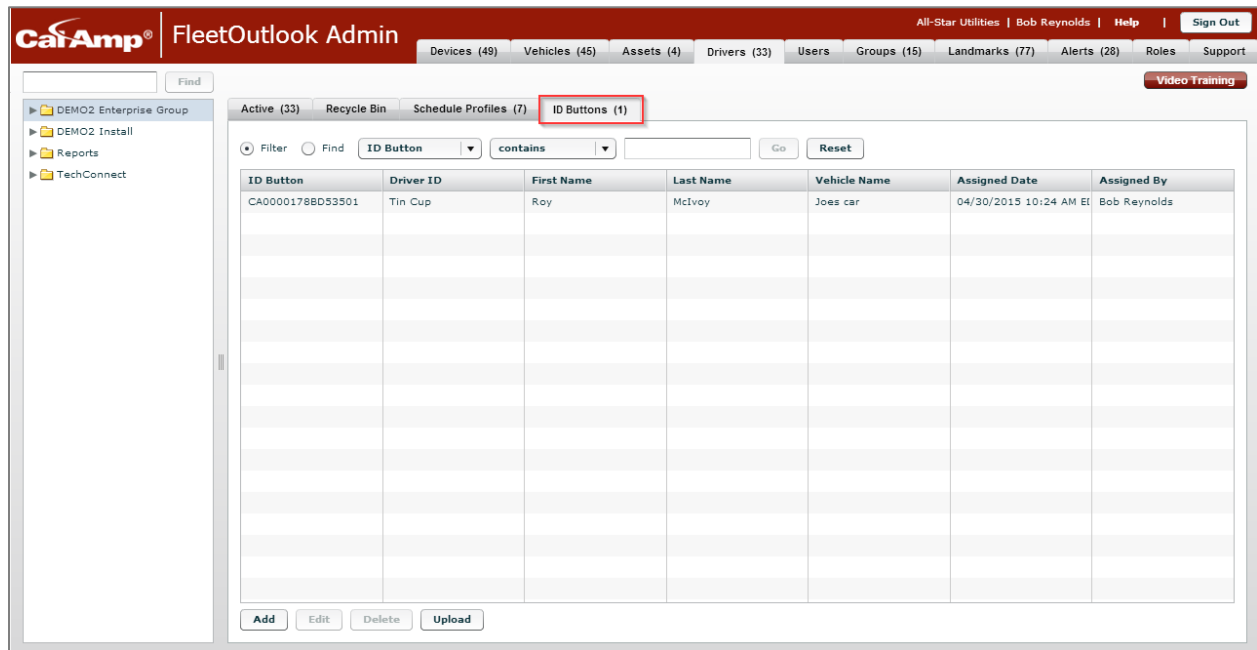 All-Star Utilities | Bob Reynolds | Help | Sign Out
CalAmp® FleetOutlook Admin
Devices (49) Vehicles (45) Assets (4) Drivers (33) Users Groups (15) Landmarks (77) Alerts (28) Roles Support
Find Video Training
DEMO2 Enterprise Group
DEMO2 Install
Reports
TechConnect
Active (33) Recycle Bin Schedule Profiles (7) ID Buttons (1)
Filter Find ID Button contains Go Reset
ID Button Driver ID First Name Last Name Vehicle Name Assigned Date Assigned By
CA0000178BD53501 Tin Cup Roy McIvoy Joes car 04/30/2015 10:24 AM E Bob Reynolds
Add Edit Delete Upload